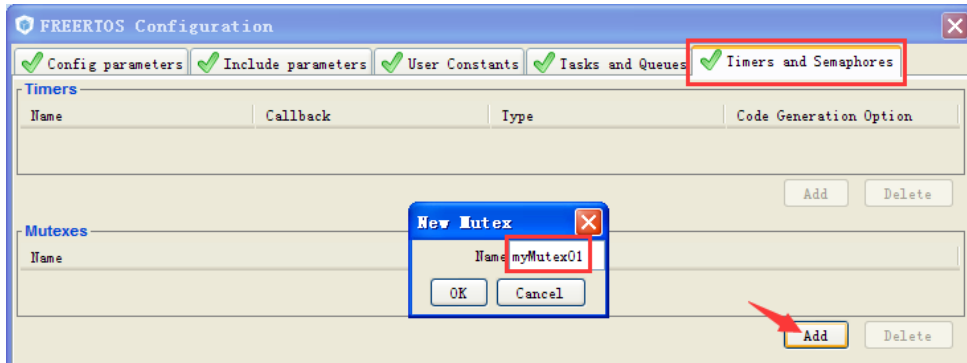 FREERTOS Configuration
Config parameters Include parameters User Constants Tasks and Queues Timers and Semaphores
Timers
Name Callback Type Code Generation Option
Add Delete
New Mutex
Mutexes
Name
Name myMutex01
OK Cancel
Add Delete